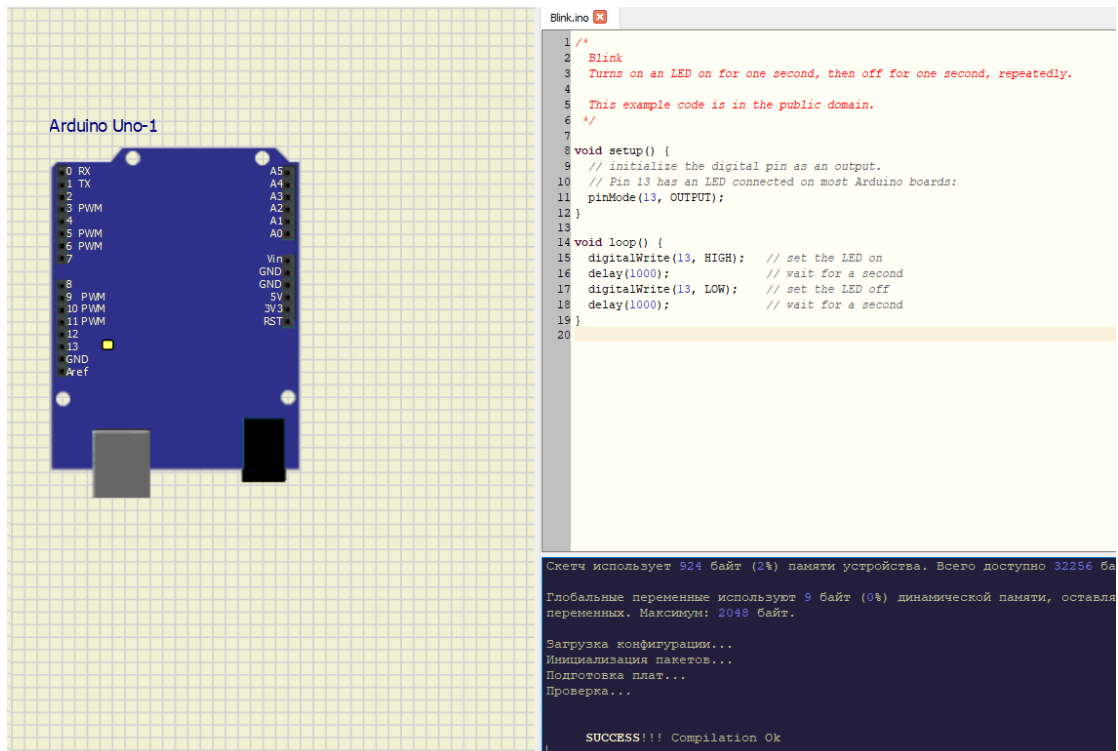 Arduino Uno-1
0 RX
1 TX
2
3 PWM
4
5 PWM
6 PWM
7
8
9 PWM
10 PWM
11 PWM
12
13
GND
Aref
A5
A4
A3
A2
A1
A0
Vin
GND
GND
5V
3V3
RST
Blink.ino
1 /*
2 Blink
3 Turns on an LED on for one second, then off for one second, repeatedly.
4
5 This example code is in the public domain.
6 */
7
8 void setup() {
9 // initialize the digital pin as an output.
10 // Pin 13 has an LED connected on most Arduino boards:
11 pinMode(13, OUTPUT);
12 }
13
14 void loop() {
15 digitalWrite(13, HIGH); // set the LED on
16 delay(1000); // wait for a second
17 digitalWrite(13, LOW); // set the LED off
18 delay(1000); // wait for a second
19 }
20
Скетч использует 924 байт (2%) памяти устройства. Всего доступно 32256 ба
Глобальные переменные используют 9 байт (0%) динамической памяти, оставля
переменных. Максимум: 2048 байт.
Загрузка конфигурации...
Инициализация пакетов...
Подготовка плат...
Проверка...
SUCCESS!!! Compilation Ok